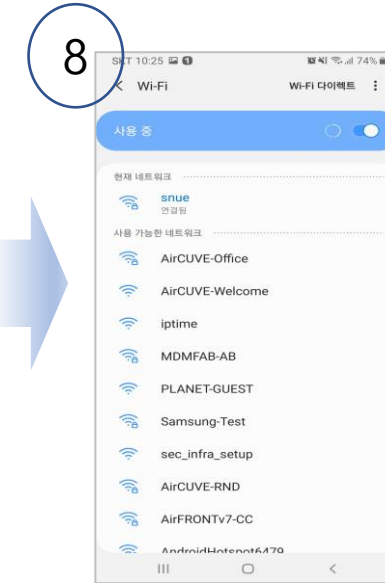 8
SKT 10:25 1 74%
Wi-Fi Wi-Fi 다이렉트
사용 중
현재 네트워크
snue
연결됨
사용 가능한 네트워크
AirCUVE-Office
AirCUVE-Welcome
iptime
MDMFAB-AB
PLANET-GUEST
Samsung-Test
sec_infra_setup
AirCUVE-RND
AirFRONTv7-CC
AndroidHotspot6479